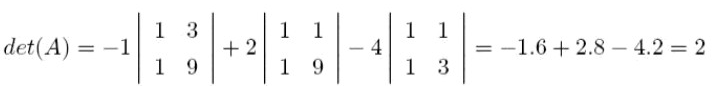 det(A) = −1 | 1 3 | + 2 | 1 1 | − 4 | 1 1 | = −1.6 + 2.8 − 4.2 = 2
| 1 9 | | 1 9 | | 1 3 |